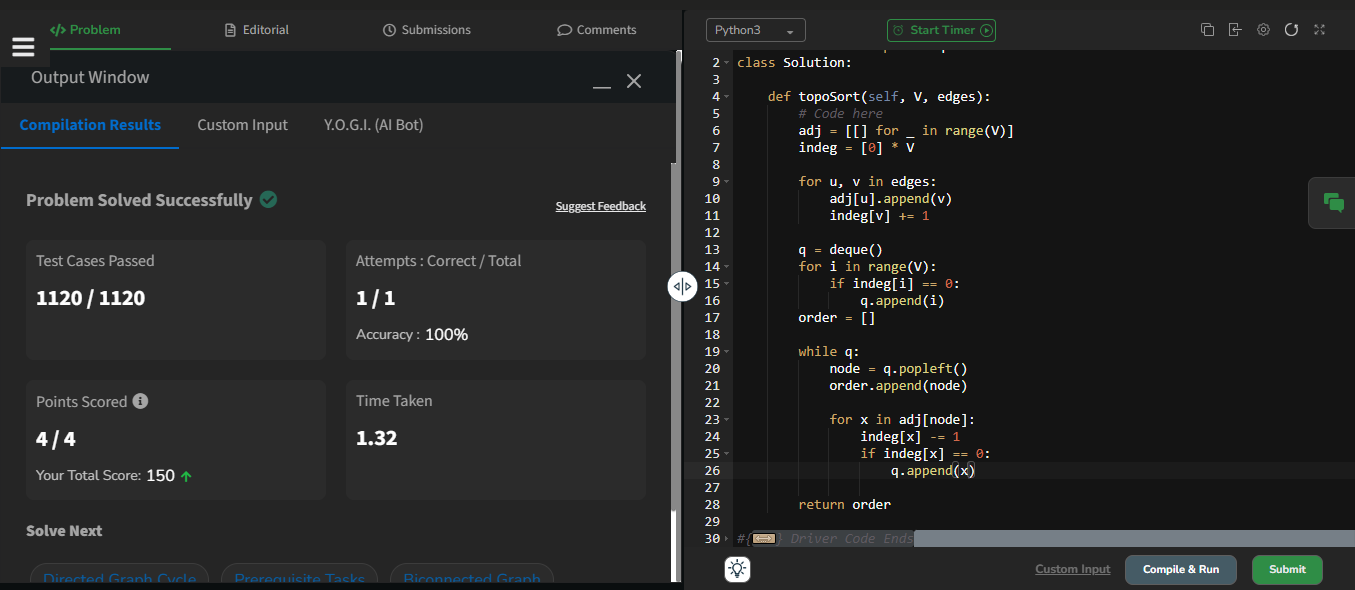 Problem
Editorial
Submissions
Comments
Output Window
Compilation Results
Custom Input
Y.O.G.I. (AI Bot)
Problem Solved Successfully
Suggest Feedback
Test Cases Passed
1120 / 1120
Attempts : Correct / Total
1 / 1
Accuracy : 100%
Points Scored
4 / 4
Your Total Score: 150
Time Taken
1.32
Solve Next
Directed Graph Cycle
Prerequisite Tasks
Biconnected Graph
Python3
Start Timer
2 class Solution:
3
4     def topoSort(self, V, edges):
5         # Code here
6         adj = [[] for _ in range(V)]
7         indeg = [0] * V
8
9         for u, v in edges:
10             adj[u].append(v)
11             indeg[v] += 1
12
13         q = deque()
14         for i in range(V):
15             if indeg[i] == 0:
16                 q.append(i)
17         order = []
18
19         while q:
20             node = q.popleft()
21             order.append(node)
22
23             for x in adj[node]:
24                 indeg[x] -= 1
25                 if indeg[x] == 0:
26                     q.append(x)
27
28         return order
29
30 #{ } Driver Code Ends
Custom Input
Compile & Run
Submit